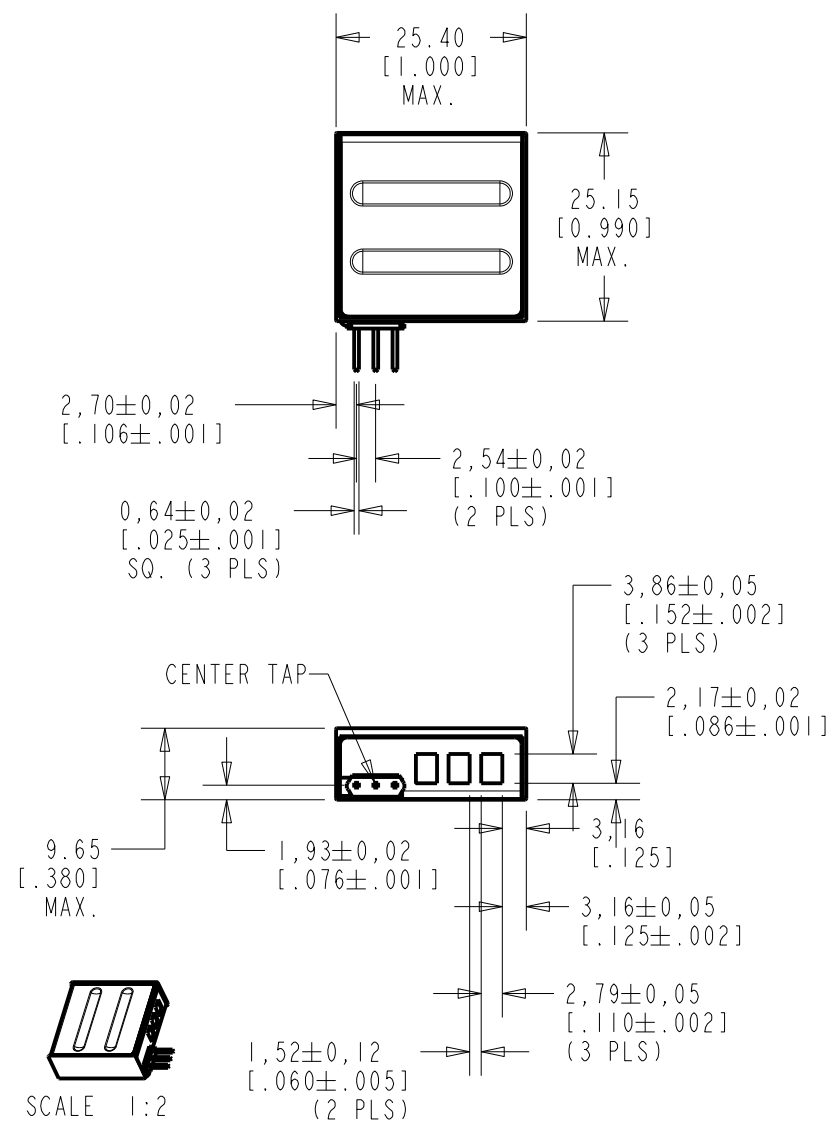 25.40
[1.000]
MAX.
25.15
[0.990]
MAX.
2,70±0,02
[.106±.001]
2,54±0,02
[.100±.001]
(2 PLS)
0,64±0,02
[.025±.001]
SQ. (3 PLS)
3,86±0,05
[.152±.002]
(3 PLS)
CENTER TAP
2,17±0,02
[.086±.001]
3,16
[.125]
9.65
[.380]
MAX.
1,93±0,02
[.076±.001]
3,16±0,05
[.125±.002]
2,79±0,05
[.110±.002]
(3 PLS)
1,52±0,12
[.060±.005]
(2 PLS)
SCALE 1:2